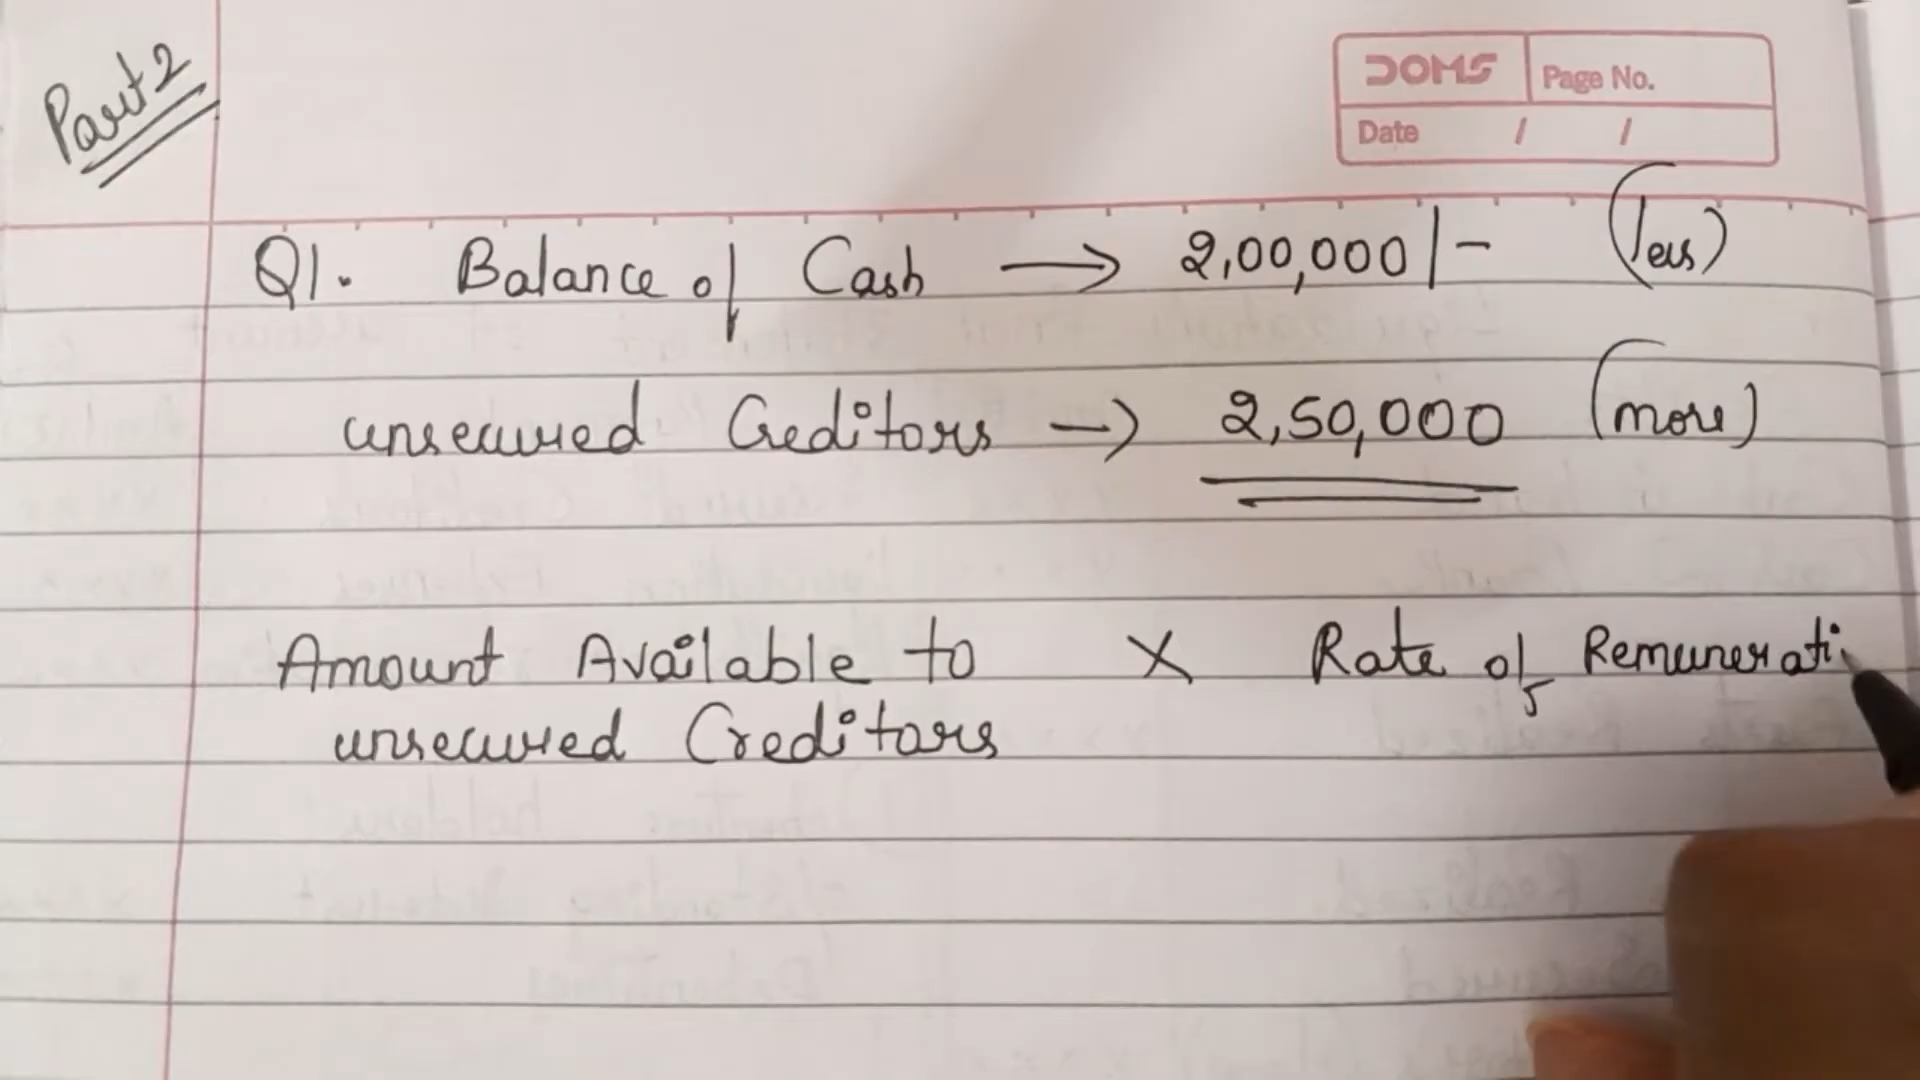 Part 2
DOMS Page No.
Date / /
Q1. Balance of Cash → 2,00,000/- (less)
unsecured Creditors → 2,50,000 (more)
Amount Available to X Rate of Remunerati
unsecured Creditors